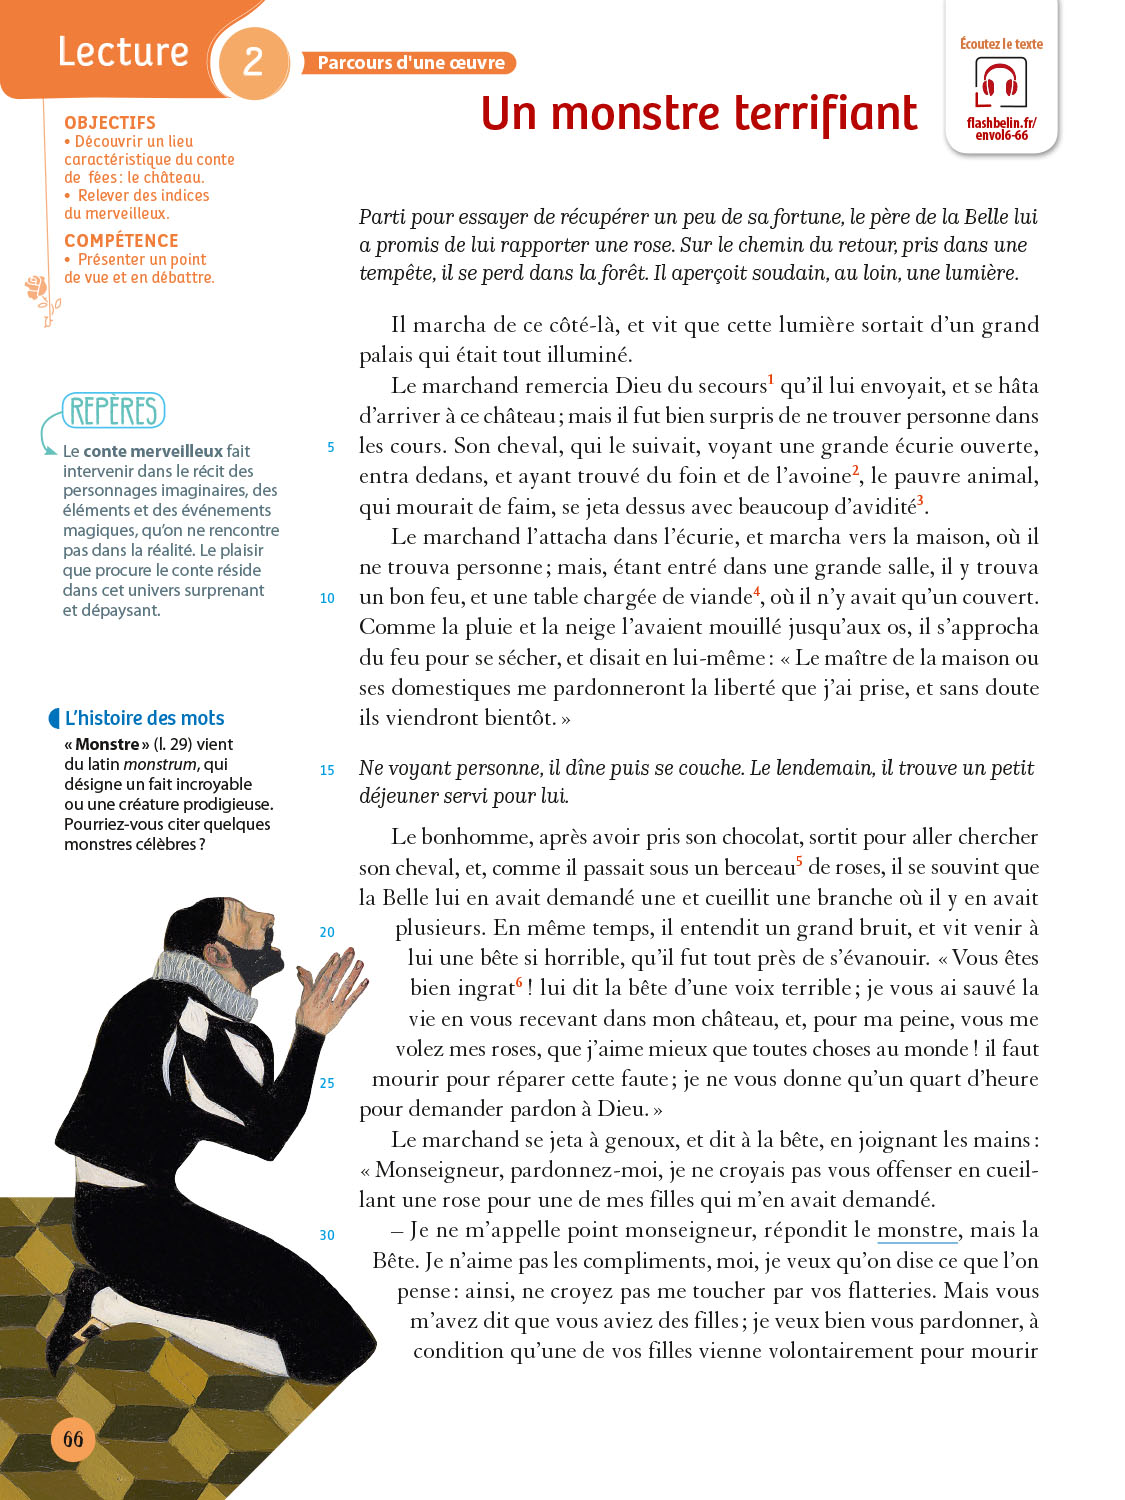 Lecture
2
Parcours d'une œuvre
Écoutez le texte
flashbelin.fr/
envol6-66
Un monstre terrifiant
OBJECTIFS
• Découvrir un lieu
caractéristique du conte
de fées : le château.
• Relever des indices
du merveilleux.
COMPÉTENCE
• Présenter un point
de vue et en débattre.
REPÈRES
Le conte merveilleux fait
intervenir dans le récit des
personnages imaginaires, des
éléments et des événements
magiques, qu'on ne rencontre
pas dans la réalité. Le plaisir
que procure le conte réside
dans cet univers surprenant
et dépaysant.
L'histoire des mots
« Monstre » (l. 29) vient
du latin monstrum, qui
désigne un fait incroyable
ou une créature prodigieuse.
Pourriez-vous citer quelques
monstres célèbres ?
Parti pour essayer de récupérer un peu de sa fortune, le père de la Belle lui
a promis de lui rapporter une rose. Sur le chemin du retour, pris dans une
tempête, il se perd dans la forêt. Il aperçoit soudain, au loin, une lumière.
Il marcha de ce côté-là, et vit que cette lumière sortait d'un grand
palais qui était tout illuminé.
Le marchand remercia Dieu du secours1 qu'il lui envoyait, et se hâta
d'arriver à ce château ; mais il fut bien surpris de ne trouver personne dans
5 les cours. Son cheval, qui le suivait, voyant une grande écurie ouverte,
entra dedans, et ayant trouvé du foin et de l'avoine2, le pauvre animal,
qui mourait de faim, se jeta dessus avec beaucoup d'avidité3.
Le marchand l'attacha dans l'écurie, et marcha vers la maison, où il
ne trouva personne ; mais, étant entré dans une grande salle, il y trouva
10 un bon feu, et une table chargée de viande4, où il n'y avait qu'un couvert.
Comme la pluie et la neige l'avaient mouillé jusqu'aux os, il s'approcha
du feu pour se sécher, et disait en lui-même : « Le maître de la maison ou
ses domestiques me pardonneront la liberté que j'ai prise, et sans doute
ils viendront bientôt. »
15 Ne voyant personne, il dîne puis se couche. Le lendemain, il trouve un petit
déjeuner servi pour lui.
Le bonhomme, après avoir pris son chocolat, sortit pour aller chercher
son cheval, et, comme il passait sous un berceau5 de roses, il se souvint que
la Belle lui en avait demandé une et cueillit une branche où il y en avait
20 plusieurs. En même temps, il entendit un grand bruit, et vit venir à
lui une bête si horrible, qu'il fut tout près de s'évanouir. « Vous êtes
bien ingrat6 ! lui dit la bête d'une voix terrible ; je vous ai sauvé la
vie en vous recevant dans mon château, et, pour ma peine, vous me
volez mes roses, que j'aime mieux que toutes choses au monde ! il faut
25 mourir pour réparer cette faute ; je ne vous donne qu'un quart d'heure
pour demander pardon à Dieu. »
Le marchand se jeta à genoux, et dit à la bête, en joignant les mains :
« Monseigneur, pardonnez-moi, je ne croyais pas vous offenser en cueil-
lant une rose pour une de mes filles qui m'en avait demandé.
30 – Je ne m'appelle point monseigneur, répondit le monstre, mais la
Bête. Je n'aime pas les compliments, moi, je veux qu'on dise ce que l'on
pense : ainsi, ne croyez pas me toucher par vos flatteries. Mais vous
m'avez dit que vous aviez des filles ; je veux bien vous pardonner, à
condition qu'une de vos filles vienne volontairement pour mourir
66